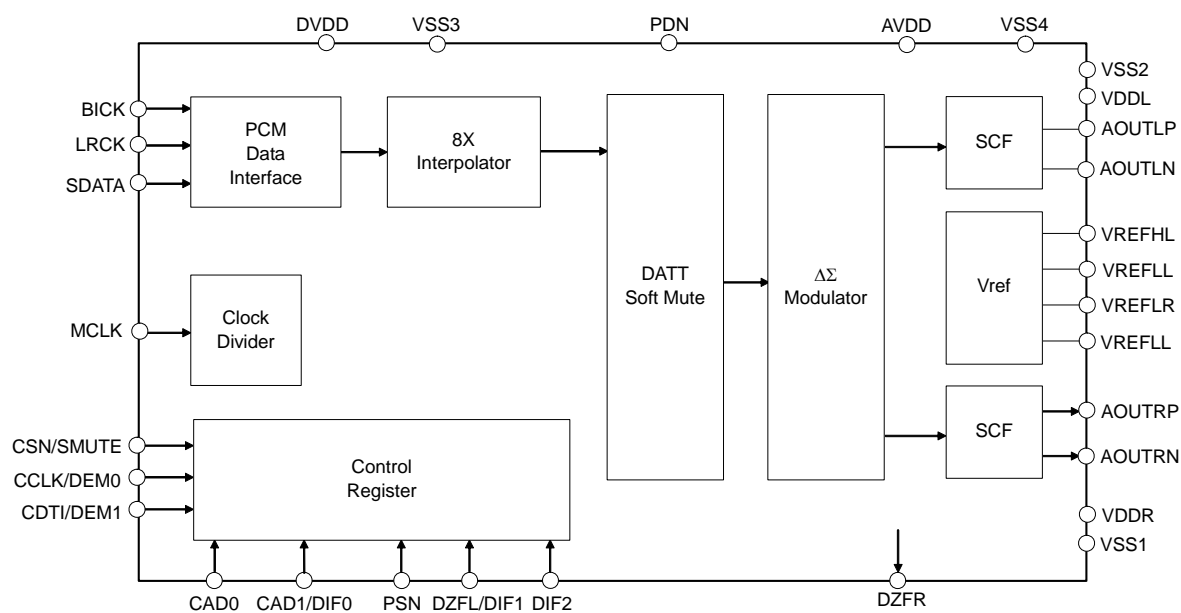 DVDD
VSS3
PDN
AVDD
VSS4
VSS2
VDDL
BICK
LRCK
SDATA
PCM
Data
Interface
8X
Interpolator
SCF
AOUTLP
AOUTLN
DATT
Soft Mute
ΔΣ
Modulator
Vref
VREFHL
VREFLL
VREFLR
VREFLL
MCLK
Clock
Divider
SCF
AOUTRP
AOUTRN
CSN/SMUTE
CCLK/DEM0
CDTI/DEM1
Control
Register
VDDR
VSS1
CAD0
CAD1/DIF0
PSN
DZFL/DIF1
DIF2
DZFR